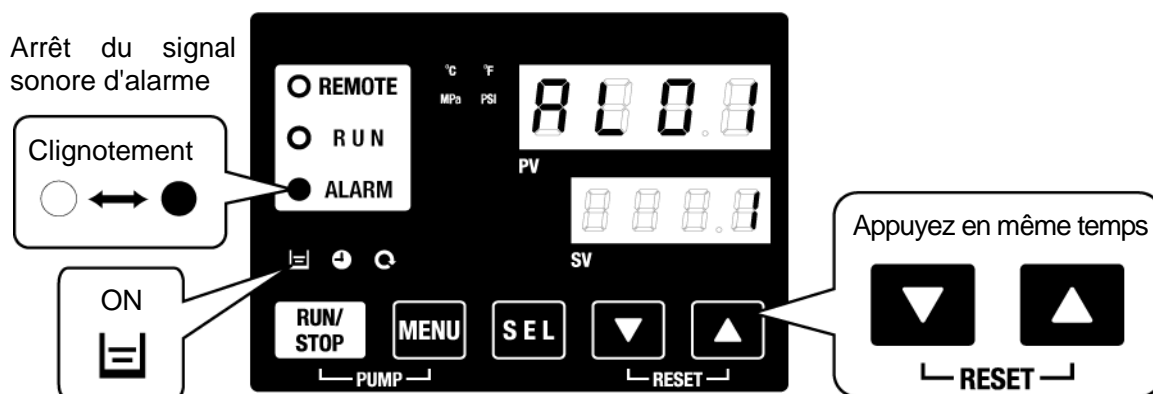 Arrêt du signal
sonore d'alarme
Clignotement
ON
REMOTE
RUN
ALARM
°C °F
MPa PSI
AL01
PV
1
SV
RUN/
STOP
MENU
SEL
PUMP
RESET
Appuyez en même temps
RESET